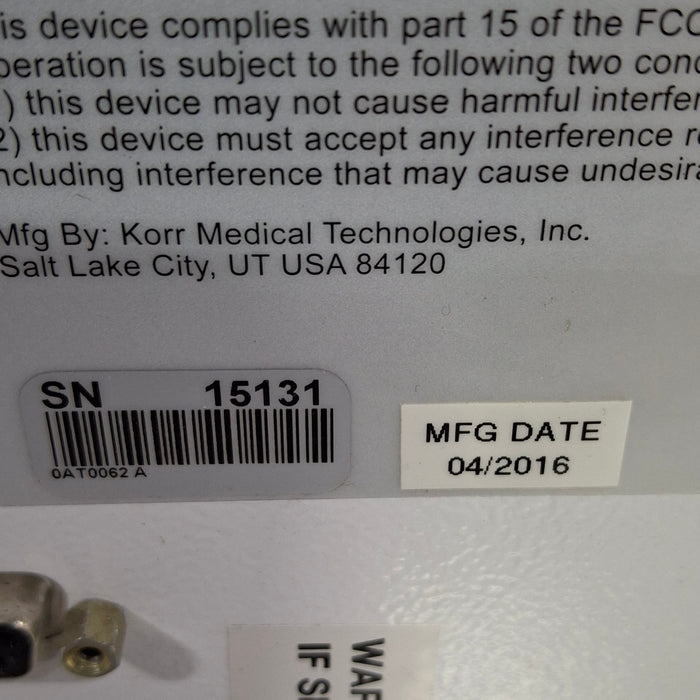 is device complies with part 15 of the FCC
peration is subject to the following two cond
) this device may not cause harmful interfer
2) this device must accept any interference r
ncluding interference that may cause undesira
Mfg By: Korr Medical Technologies, Inc.
Salt Lake City, UT USA 84120
SN 15131
0AT0062 A
MFG DATE
04/2016
WAR
IF S